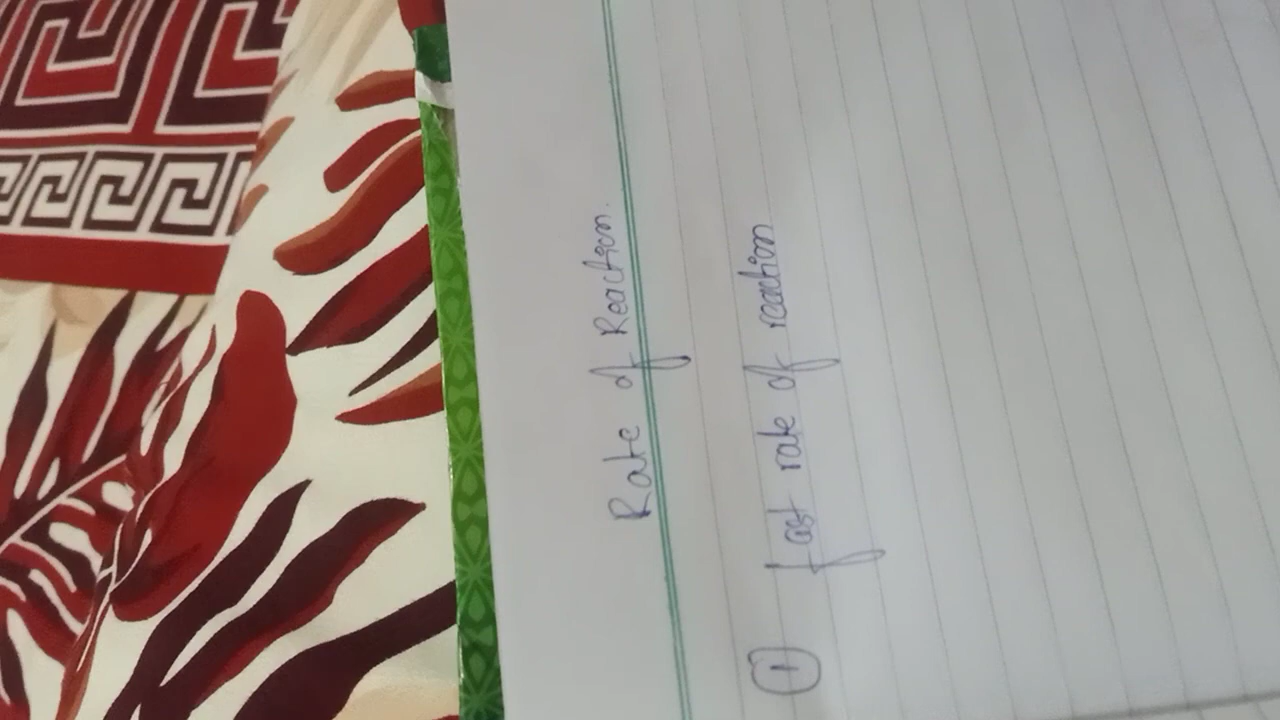 Rate of Reaction.
① fast rate of reaction